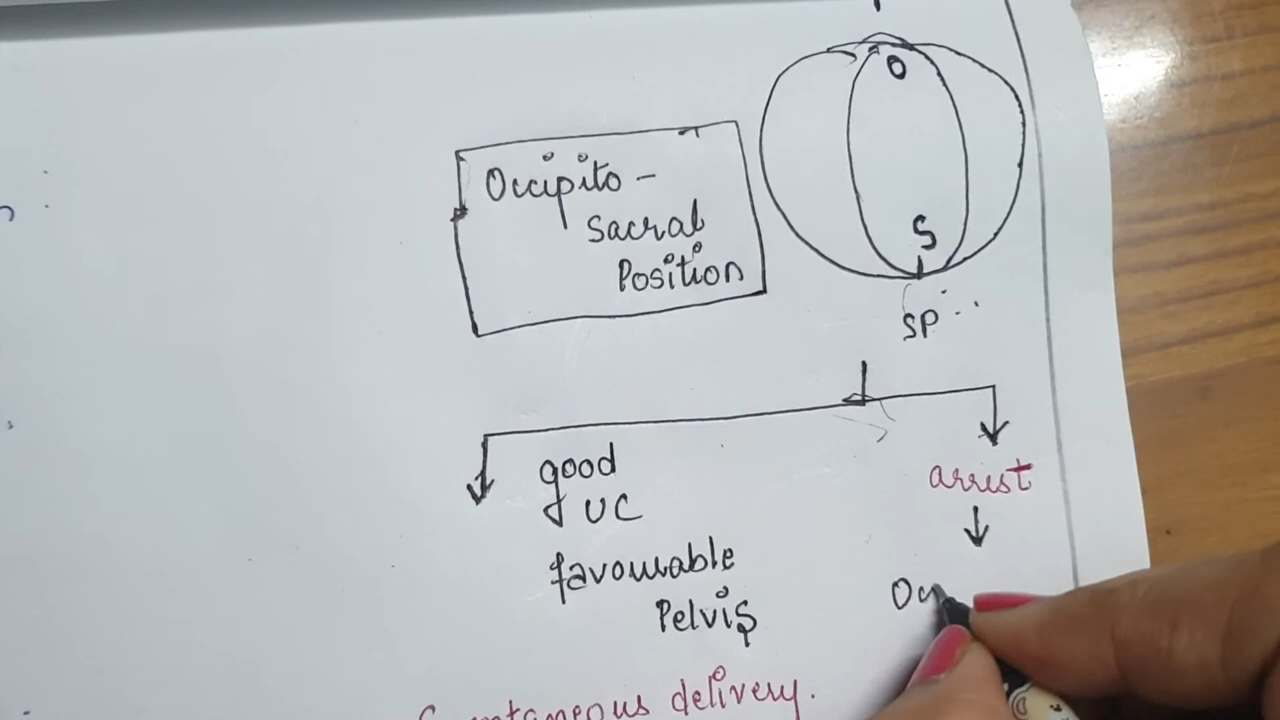 O
Occipito -
Sacral
Position
S
SP
good
UC
arrest
favourable
Pelvis
Spontaneous delivery.